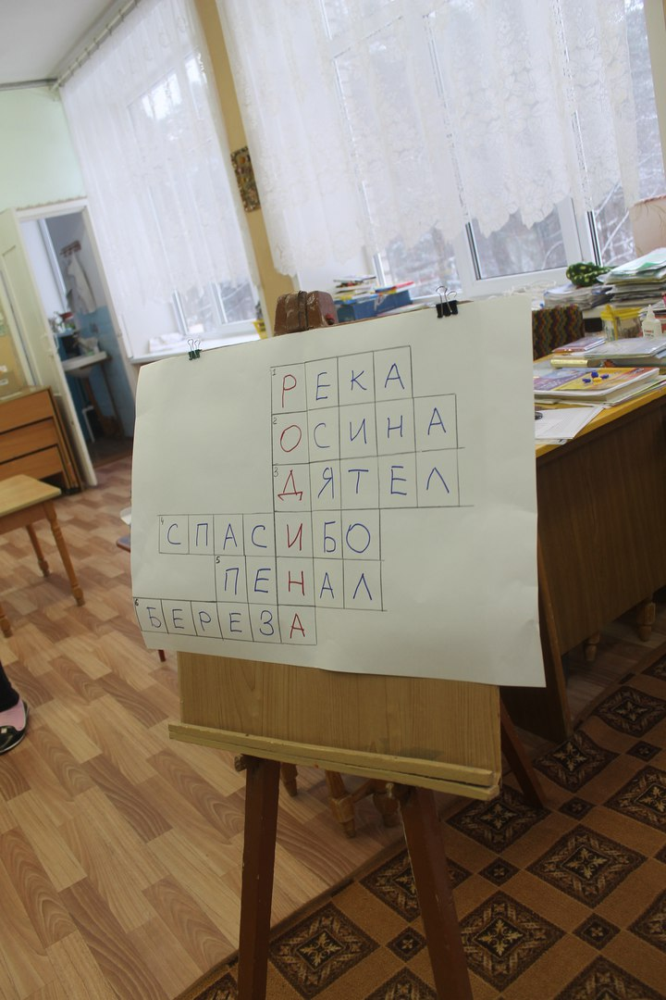 1 РЕКА
2 ОСИНА
3 ДЯТЕЛ
4 СПАСИБО
5 ПЕНАЛ
6 БЕРЕЗА